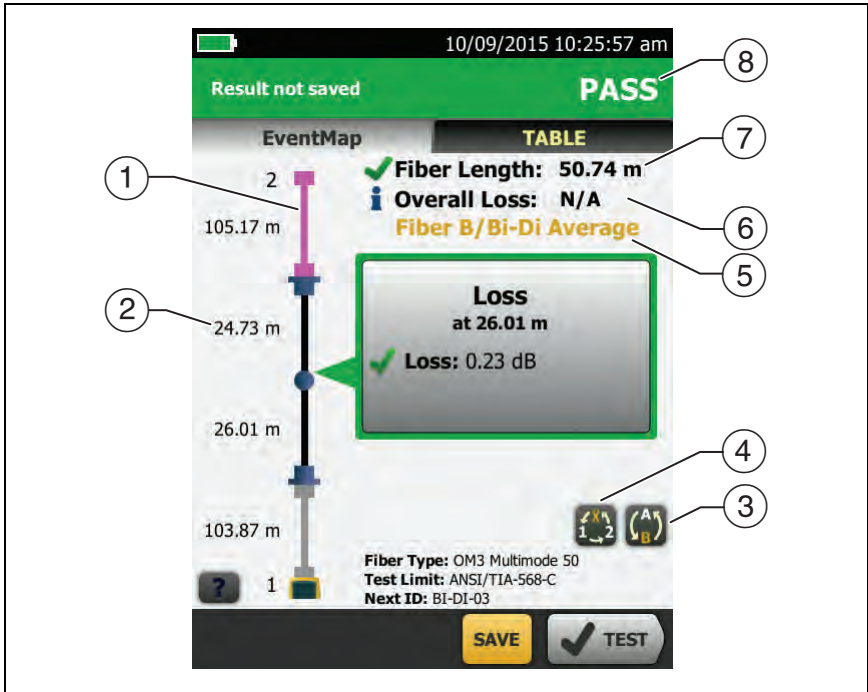 10/09/2015 10:25:57 am
Result not saved PASS
8
EventMap TABLE
7
Fiber Length: 50.74 m
1
2
Overall Loss: N/A
6
105.17 m
Fiber B/Bi-Di Average
5
Loss
at 26.01 m
2
24.73 m
Loss: 0.23 dB
26.01 m
4
X
1 2
A
B
3
103.87 m
Fiber Type: OM3 Multimode 50
Test Limit: ANSI/TIA-568-C
Next ID: BI-DI-03
?
1
SAVE
TEST